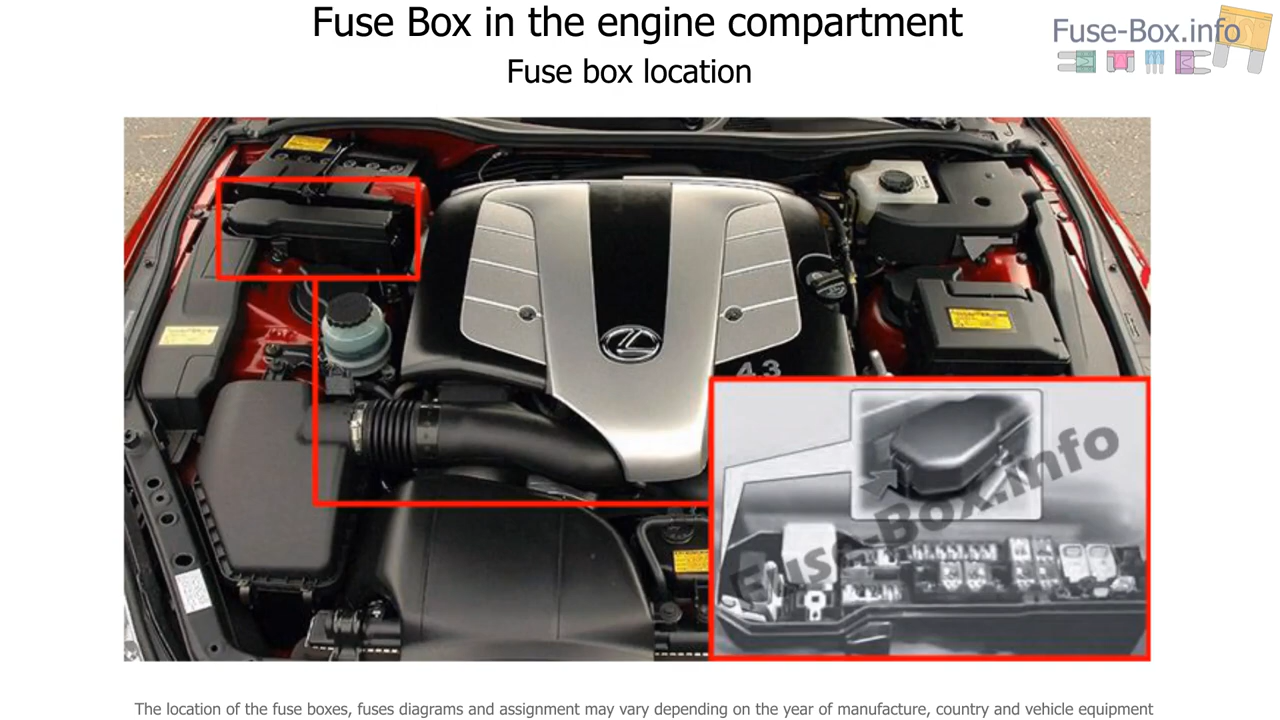 Fuse Box in the engine compartment
Fuse box location
Fuse-Box.info
4.3
Fuse-Box.info
The location of the fuse boxes, fuses diagrams and assignment may vary depending on the year of manufacture, country and vehicle equipment